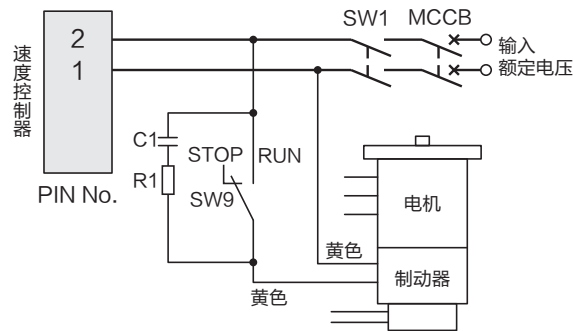 SW1 MCCB
2
1
速度控制器
PIN No.
输入
额定电压
C1
R1
STOP
RUN
SW9
电机
制动器
黄色
黄色